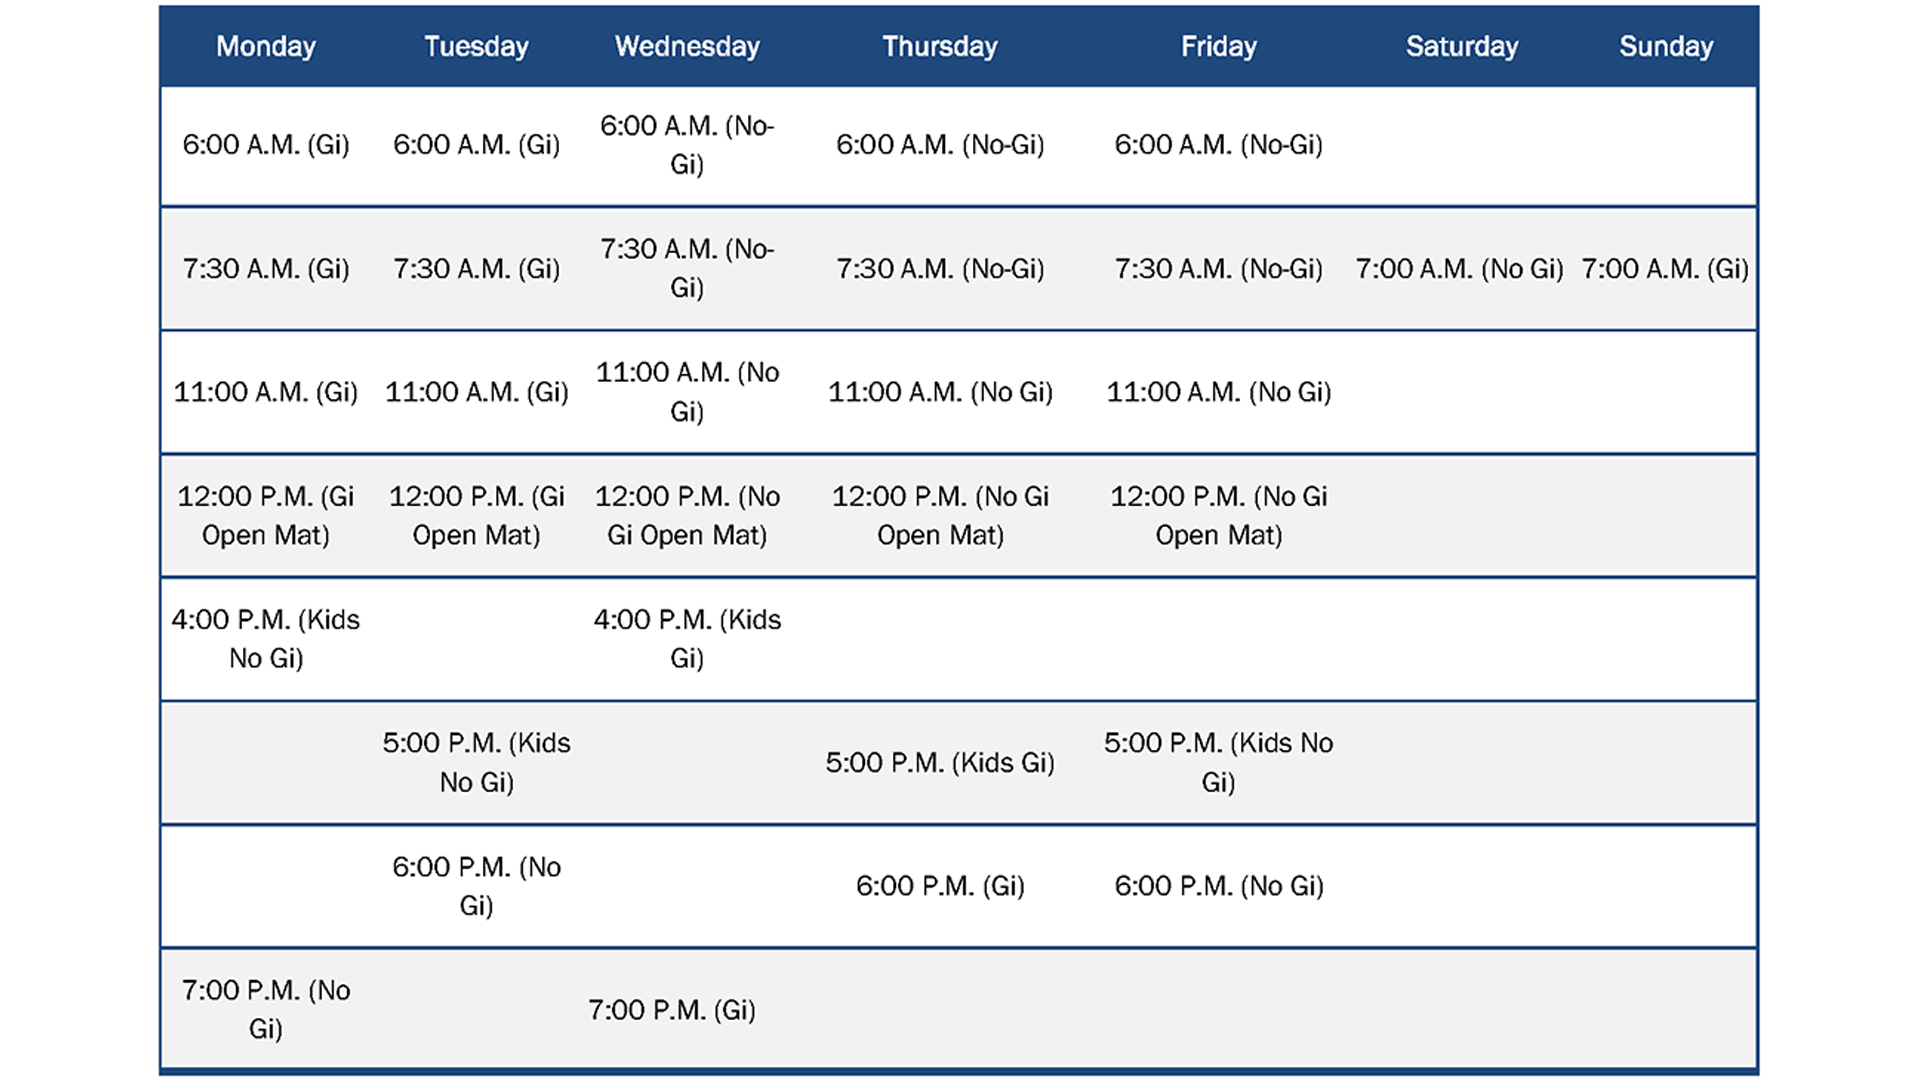 Monday Tuesday Wednesday Thursday Friday Saturday Sunday
6:00 A.M. (Gi) 6:00 A.M. (Gi) 6:00 A.M. (No-
Gi) 6:00 A.M. (No-Gi) 6:00 A.M. (No-Gi)
7:30 A.M. (Gi) 7:30 A.M. (Gi) 7:30 A.M. (No-
Gi) 7:30 A.M. (No-Gi) 7:30 A.M. (No-Gi) 7:00 A.M. (No Gi) 7:00 A.M. (Gi)
11:00 A.M. (Gi) 11:00 A.M. (Gi) 11:00 A.M. (No
Gi) 11:00 A.M. (No Gi) 11:00 A.M. (No Gi)
12:00 P.M. (Gi 12:00 P.M. (Gi 12:00 P.M. (No 12:00 P.M. (No Gi 12:00 P.M. (No Gi
Open Mat) Open Mat) Gi Open Mat) Open Mat) Open Mat)
4:00 P.M. (Kids 4:00 P.M. (Kids
No Gi) Gi)
5:00 P.M. (Kids
No Gi) 5:00 P.M. (Kids Gi) 5:00 P.M. (Kids No
Gi)
6:00 P.M. (No
Gi) 6:00 P.M. (Gi) 6:00 P.M. (No Gi)
7:00 P.M. (No
Gi) 7:00 P.M. (Gi)